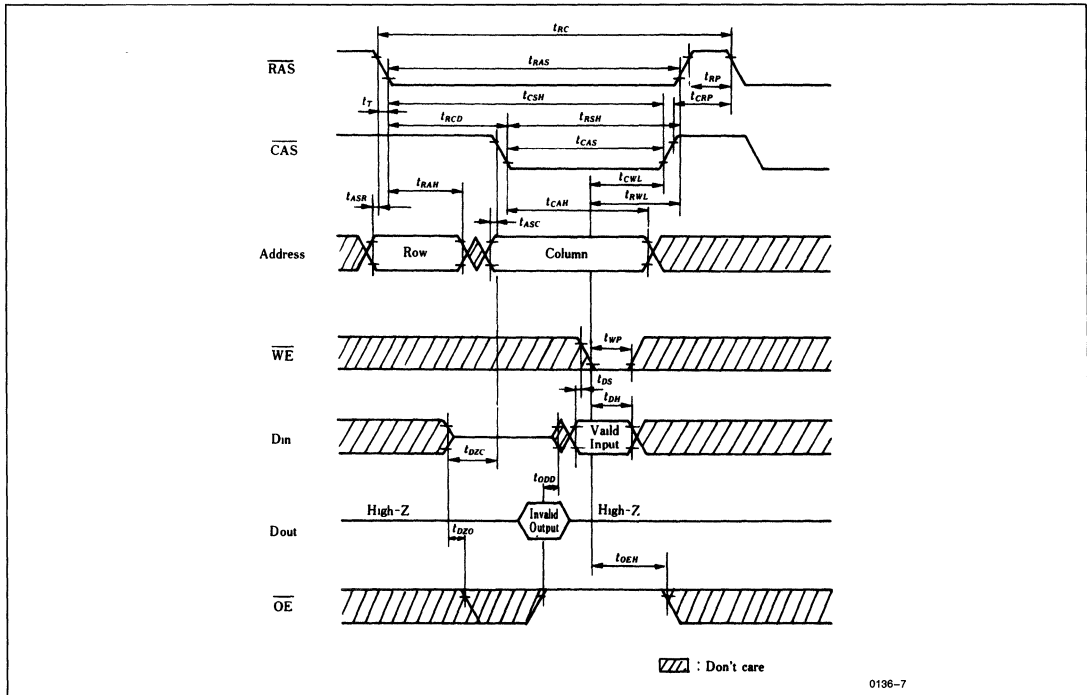 tRC
RAS
tRAS
tRP
tCSH
tCRP
tT
tRCD
tRSH
CAS
tCAS
tCWL
tRAH
tRWL
tASR
tCAH
tASC
Address
Row
Column
WE
tWP
tDS
tDH
Din
Vaild
Input
tDZC
tODD
High-Z
Invalid
Output
High-Z
Dout
tDZO
tOEH
OE
: Don't care
0136-7